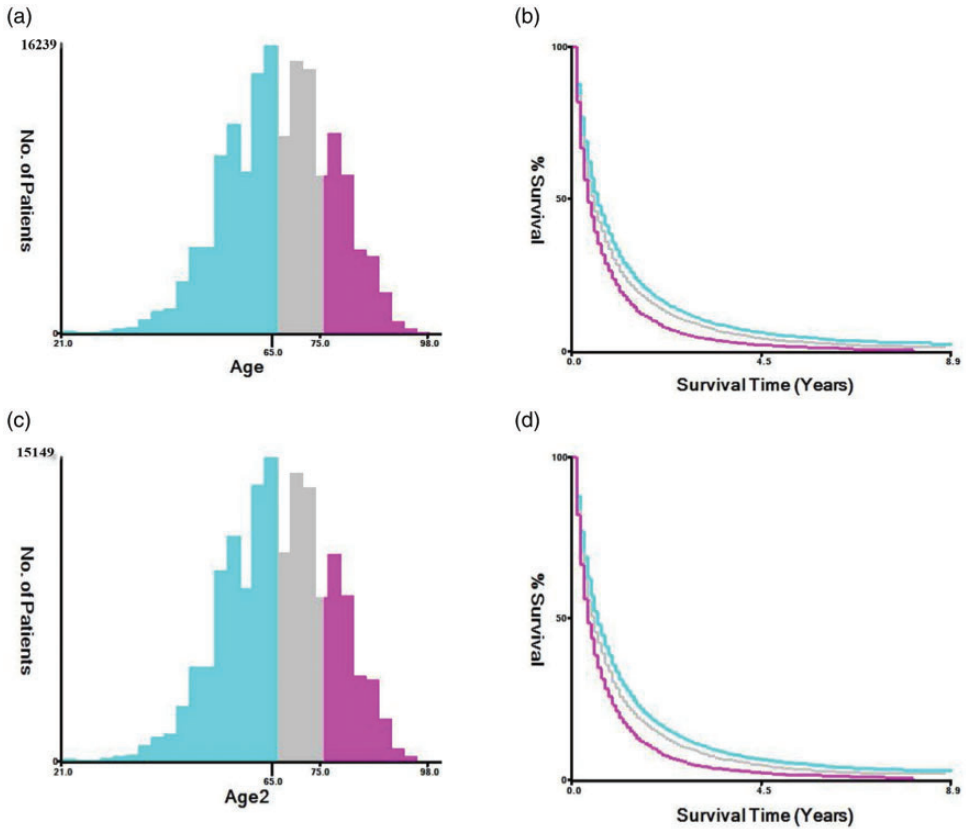 (a)
16239
No. of Patients
0
21.0
65.0
75.0
98.0
Age
(b)
100
% Survival
50
0
0.0
4.5
8.9
Survival Time (Years)
(c)
15149
No. of Patients
0
21.0
65.0
75.0
98.0
Age2
(d)
100
% Survival
50
0
0.0
4.5
8.9
Survival Time (Years)